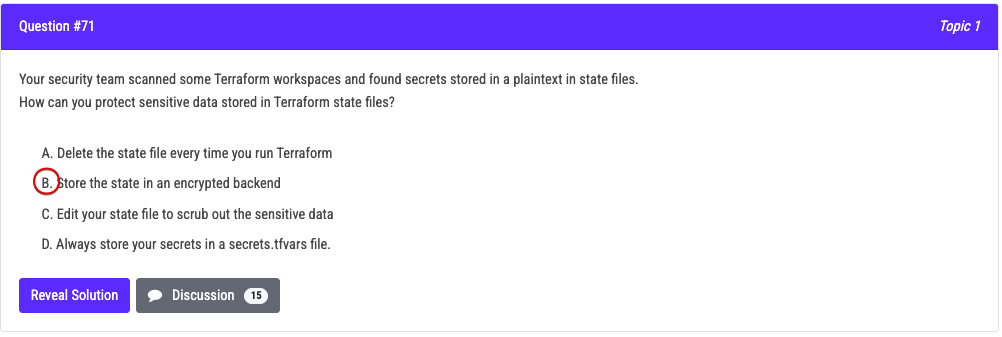 Question #71
Topic 1
Your security team scanned some Terraform workspaces and found secrets stored in a plaintext in state files.
How can you protect sensitive data stored in Terraform state files?
A. Delete the state file every time you run Terraform
B. Store the state in an encrypted backend
C. Edit your state file to scrub out the sensitive data
D. Always store your secrets in a secrets.tfvars file.
Reveal Solution
Discussion 15